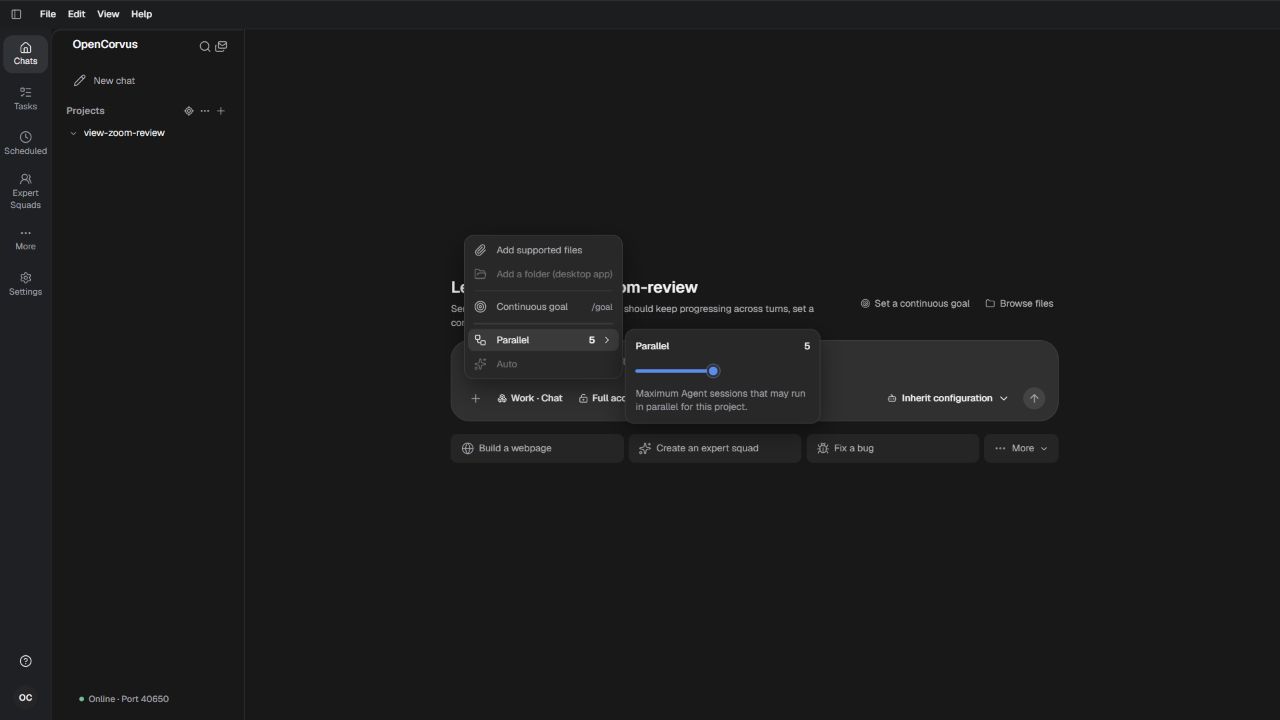 File Edit View Help
OpenCorvus
Chats
New chat
Tasks
Projects
view-zoom-review
Scheduled
Expert
Squads
More
Settings
Add supported files
Add a folder (desktop app)
Continuous goal /goal
Parallel 5
Auto
om-review
should keep progressing across turns, set a
Set a continuous goal
Browse files
Parallel 5
Maximum Agent sessions that may run
in parallel for this project.
Work · Chat
Full acc
Inherit configuration
Build a webpage
Create an expert squad
Fix a bug
More
OC
Online · Port 40650